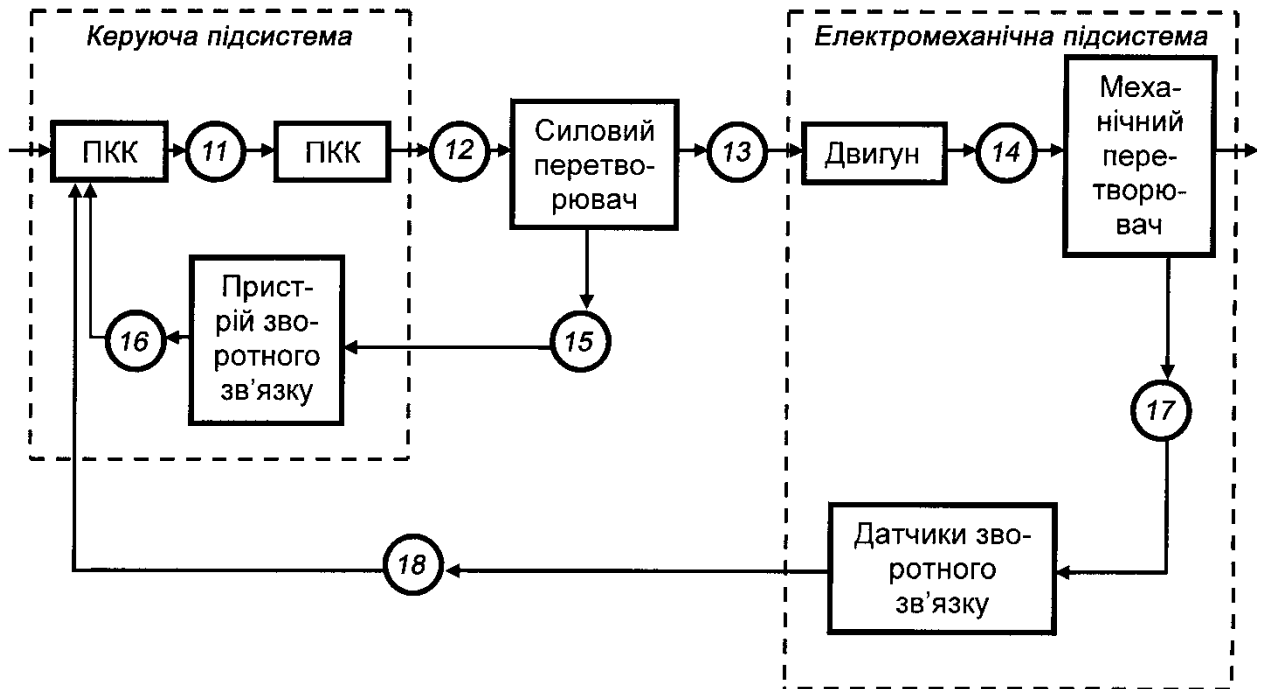 Керуюча підсистема
Електромеханічна підсистема
ПКК
11
ПКК
12
Силовий
перетво-
рювач
13
Двигун
14
Меха-
нічний
пере-
творю-
вач
Прист-
рій зво-
ротного
зв’язку
16
15
17
Датчики зво-
ротного
зв’язку
18